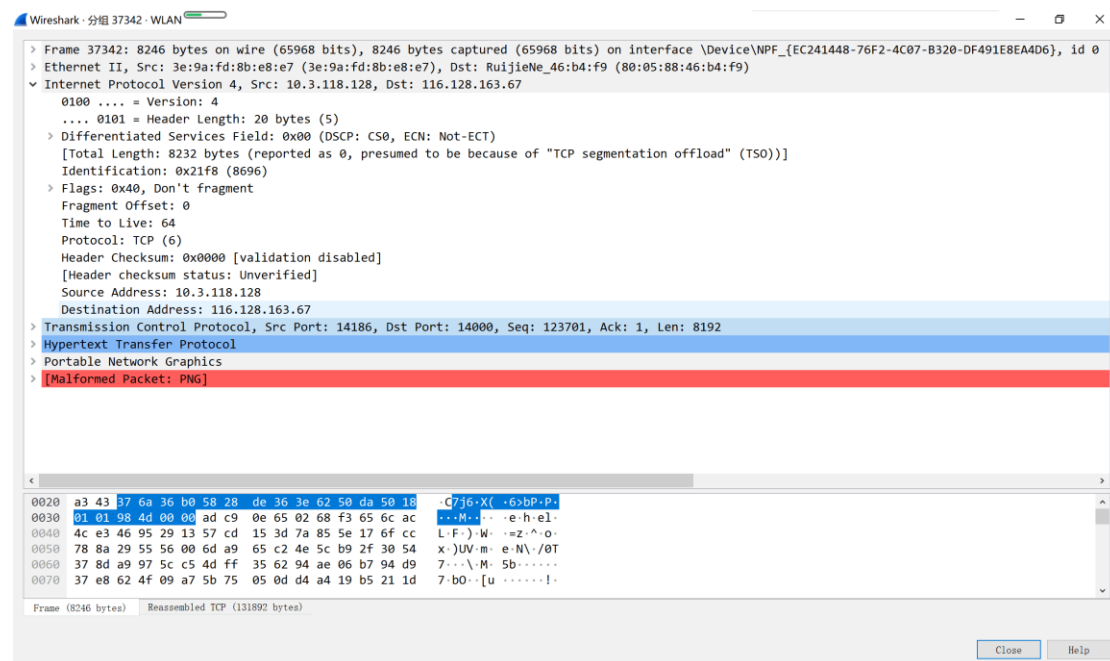 Wireshark · 分组 37342 · WLAN
> Frame 37342: 8246 bytes on wire (65968 bits), 8246 bytes captured (65968 bits) on interface \Device\NPF_{EC241448-76F2-4C07-B320-DF491E8EA4D6}, id 0
> Ethernet II, Src: 3e:9a:fd:8b:e8:e7 (3e:9a:fd:8b:e8:e7), Dst: RuijieNe_46:b4:f9 (80:05:88:46:b4:f9)
Internet Protocol Version 4, Src: 10.3.118.128, Dst: 116.128.163.67
0100 .... = Version: 4
.... 0101 = Header Length: 20 bytes (5)
> Differentiated Services Field: 0x00 (DSCP: CS0, ECN: Not-ECT)
[Total Length: 8232 bytes (reported as 0, presumed to be because of "TCP segmentation offload" (TSO))]
Identification: 0x21f8 (8696)
> Flags: 0x40, Don't fragment
Fragment Offset: 0
Time to Live: 64
Protocol: TCP (6)
Header Checksum: 0x0000 [validation disabled]
[Header checksum status: Unverified]
Source Address: 10.3.118.128
Destination Address: 116.128.163.67
> Transmission Control Protocol, Src Port: 14186, Dst Port: 14000, Seq: 123701, Ack: 1, Len: 8192
> Hypertext Transfer Protocol
> Portable Network Graphics
> [Malformed Packet: PNG]
0020 a3 43 37 6a 36 b0 58 28 de 36 3e 62 50 da 50 18 ·C7j6·X( ·6>bP·P·
0030 01 01 98 4d 00 00 ad c9 0e 65 02 68 f3 65 6c ac ···M···· ·e·h·el·
0040 4c e3 46 95 29 13 57 cd 15 3d 7a 85 5e 17 6f cc L·F·)·W· ·=z·^·o·
0050 78 8a 29 55 56 00 6d a9 65 c2 4e 5c b9 2f 30 54 x·)UV·m· e·N\·/0T
0060 37 8d a9 97 5c c5 4d ff 35 62 94 ae 06 b7 94 d9 7···\·M· 5b······
0070 37 e8 62 4f 09 a7 5b 75 05 0d d4 a4 19 b5 21 1d 7·bO··[u ······!·
Frame (8246 bytes) Reassembled TCP (131892 bytes)
Close Help